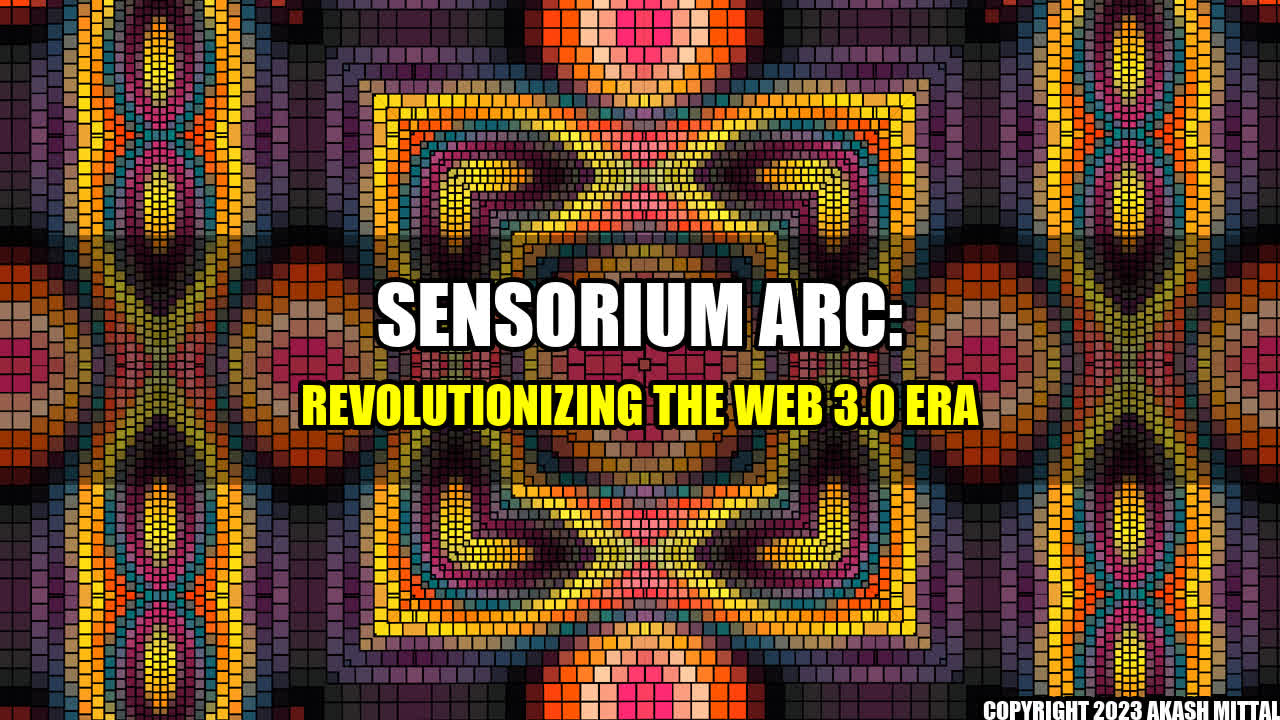 SENSORIUM ARC:
REVOLUTIONIZING THE WEB 3.0 ERA
COPYRIGHT 2023 AKASH MITTAL